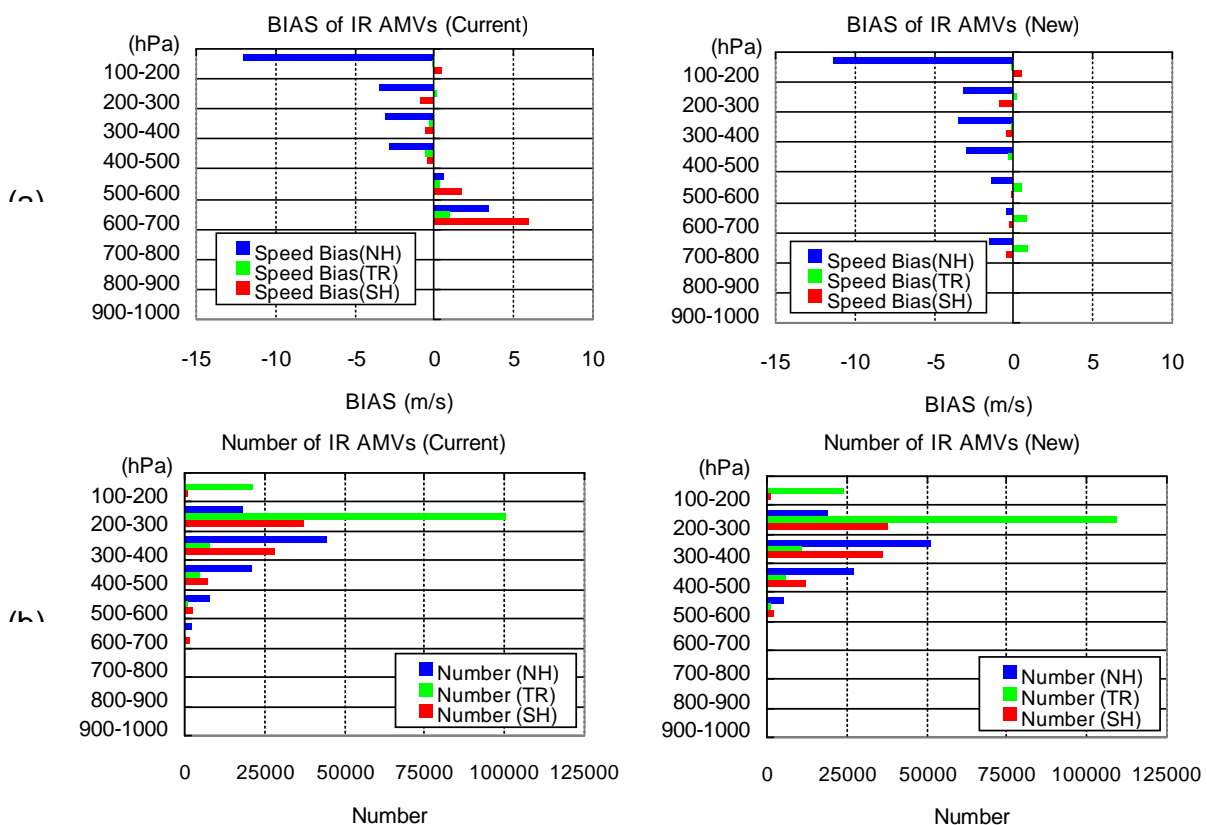 BIAS of IR AMVs (Current)
(hPa)
100-200
200-300
300-400
400-500
500-600
600-700
700-800
800-900
900-1000
Speed Bias(NH)
Speed Bias(TR)
Speed Bias(SH)
-15 -10 -5 0 5 10
BIAS (m/s)
BIAS of IR AMVs (New)
(hPa)
100-200
200-300
300-400
400-500
500-600
600-700
700-800
800-900
900-1000
Speed Bias(NH)
Speed Bias(TR)
Speed Bias(SH)
-15 -10 -5 0 5 10
BIAS (m/s)
(a)
Number of IR AMVs (Current)
(hPa)
100-200
200-300
300-400
400-500
500-600
600-700
700-800
800-900
900-1000
Number (NH)
Number (TR)
Number (SH)
0 25000 50000 75000 100000 125000
Number
Number of IR AMVs (New)
(hPa)
100-200
200-300
300-400
400-500
500-600
600-700
700-800
800-900
900-1000
Number (NH)
Number (TR)
Number (SH)
0 25000 50000 75000 100000 125000
Number
(b)